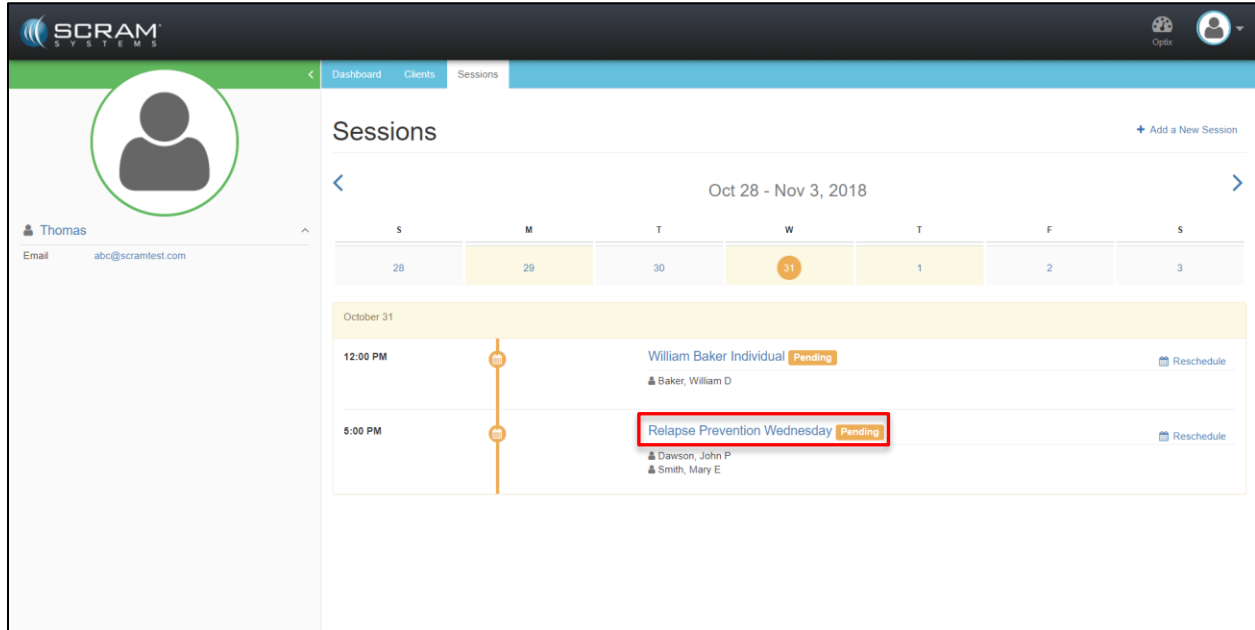 SCRAM
SYSTEMS
Optix
Dashboard Clients Sessions
Sessions
Add a New Session
Oct 28 - Nov 3, 2018
Thomas
Email abc@scramtest.com
S M T W T F S
28 29 30 31 1 2 3
October 31
12:00 PM William Baker Individual Pending Reschedule
Baker, William D
5:00 PM Relapse Prevention Wednesday Pending Reschedule
Dawson, John P
Smith, Mary E